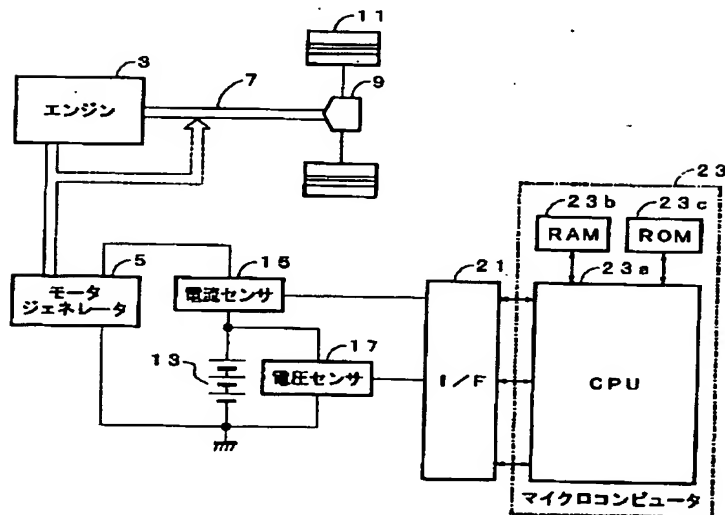 11
3
7
9
エンジン
23
23b
23c
RAM
ROM
5
15
21
23a
モータ
ジェネレータ
電流センサ
17
13
電圧センサ
I/F
CPU
マイクロコンピュータ